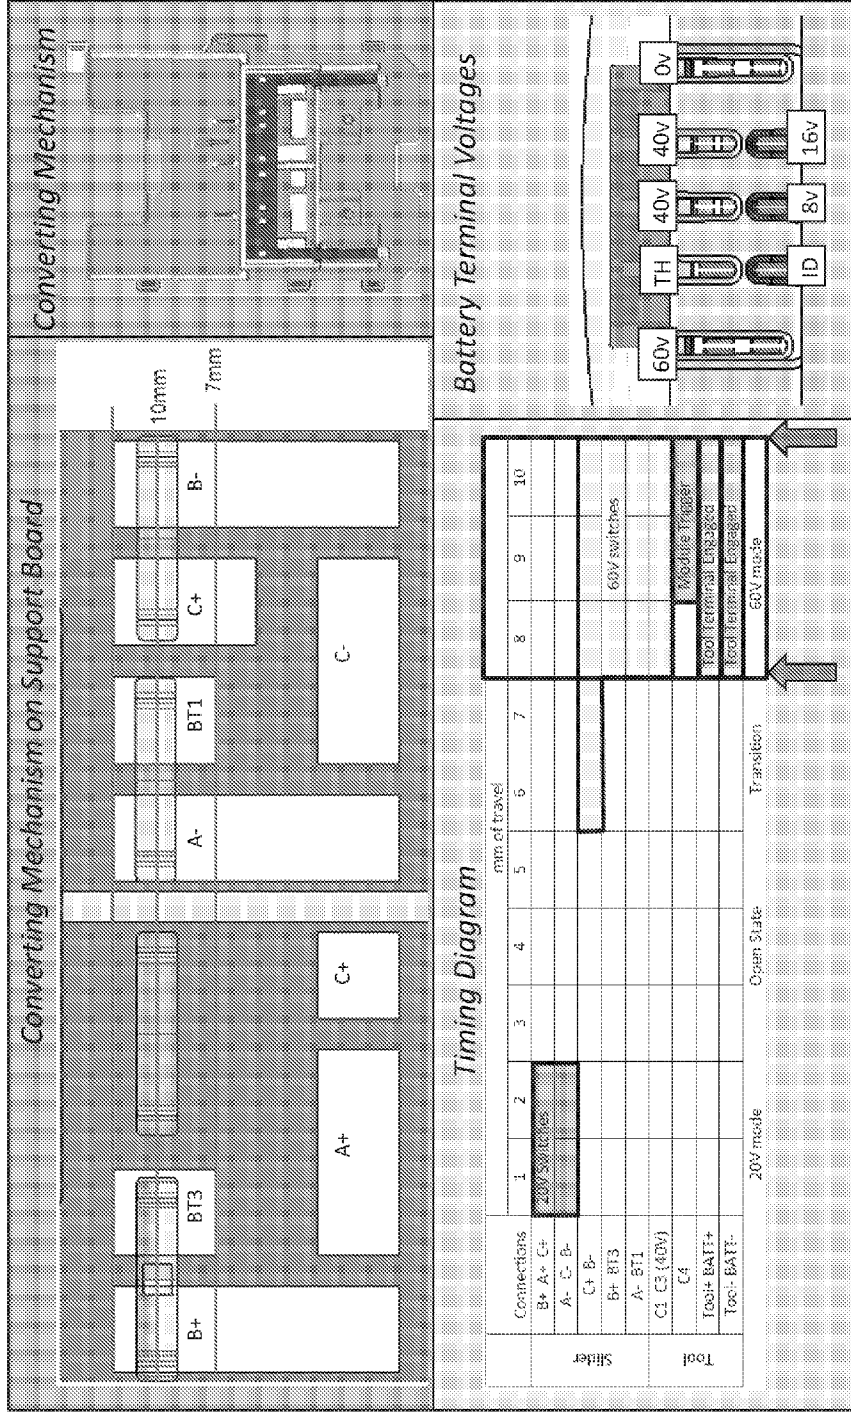 Converting Mechanism on Support Board
10mm
7mm
B+
BT3
A+
C+
A-
BT1
C-
C+
B-
Converting Mechanism
Timing Diagram
mm of travel
Connections 1 2 3 4 5 6 7 8 9 10
Slider
B+ A+ C+
20V Switches
A- C- B-
C+ B-
B+ BT3
60V switches
A- BT1
Tool
C1 C3 (40V)
C4
Module Trigger
Tool+ BATT+
Tool Terminal Engaged
Tool- BATT-
Tool Terminal Engaged
20V mode Open State Transition 60V mode
Battery Terminal Voltages
60v TH 40v 40v 0v
ID 8v 16v